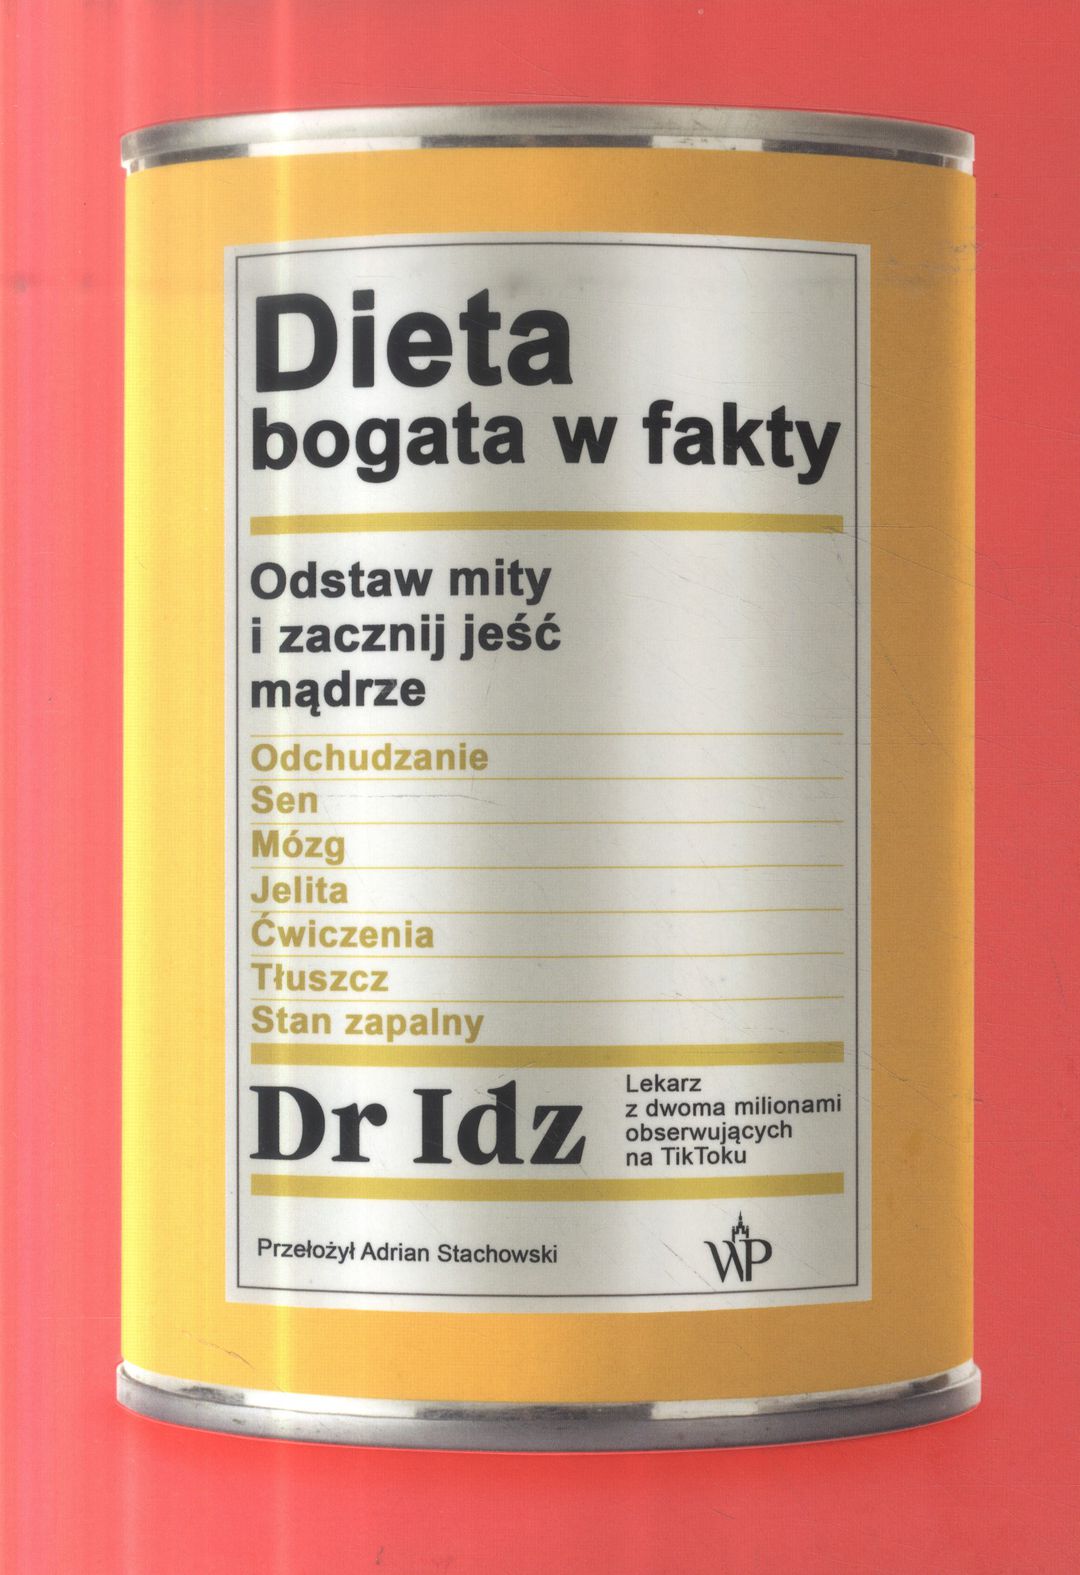 Dieta
bogata w fakty
Odstaw mity
i zacznij jeść
mądrze
Odchudzanie
Sen
Mózg
Jelita
Ćwiczenia
Tłuszcz
Stan zapalny
Dr Idz
Lekarz
z dwoma milionami
obserwujących
na TikToku
Przełożył Adrian Stachowski
WP